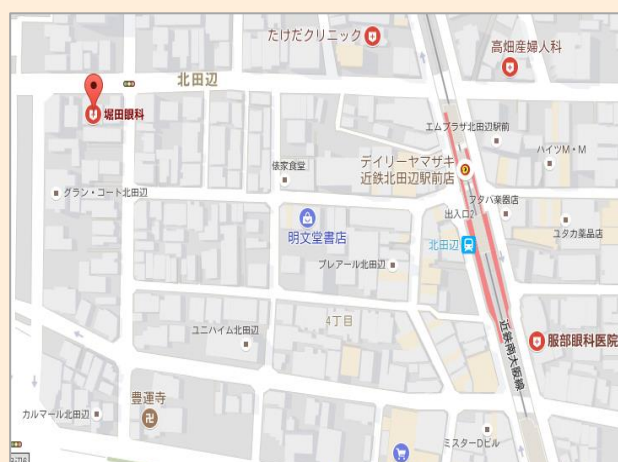 たけだクリニック
高畑産婦人科
北田辺
堀田眼科
エムプラザ北田辺駅前
デイリーヤマザキ
近鉄北田辺駅前店
ハイツM・M
俵家食堂
グラン・コート北田辺
フタバ楽器店
出入口2
明文堂書店
ユタカ薬品店
北田辺
プレアール北田辺
4丁目
ユニハイム北田辺
近鉄南大阪線
服部眼科医院
豊運寺
カルマール北田辺
ミスターDビル